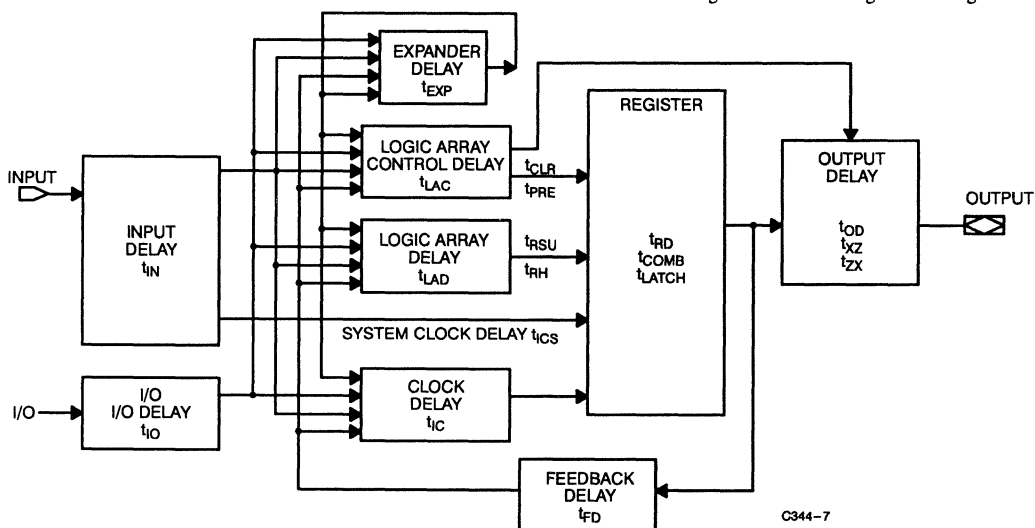 EXPANDER
DELAY
tEXP
REGISTER
LOGIC ARRAY
CONTROL DELAY
tLAC
tCLR
tPRE
OUTPUT
DELAY
tOD
tXZ
tZX
INPUT
OUTPUT
INPUT
DELAY
tIN
LOGIC ARRAY
DELAY
tLAD
tRSU
tRH
tRD
tCOMB
tLATCH
SYSTEM CLOCK DELAY tICS
I/O
I/O
I/O DELAY
tIO
CLOCK
DELAY
tIC
FEEDBACK
DELAY
tFD
C344-7